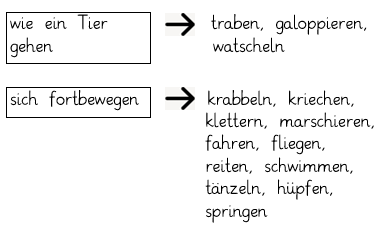 wie ein Tier
gehen
traben, galoppieren,
watscheln
sich fortbewegen
krabbeln, kriechen,
klettern, marschieren,
fahren, fliegen,
reiten, schwimmen,
tänzeln, hüpfen,
springen